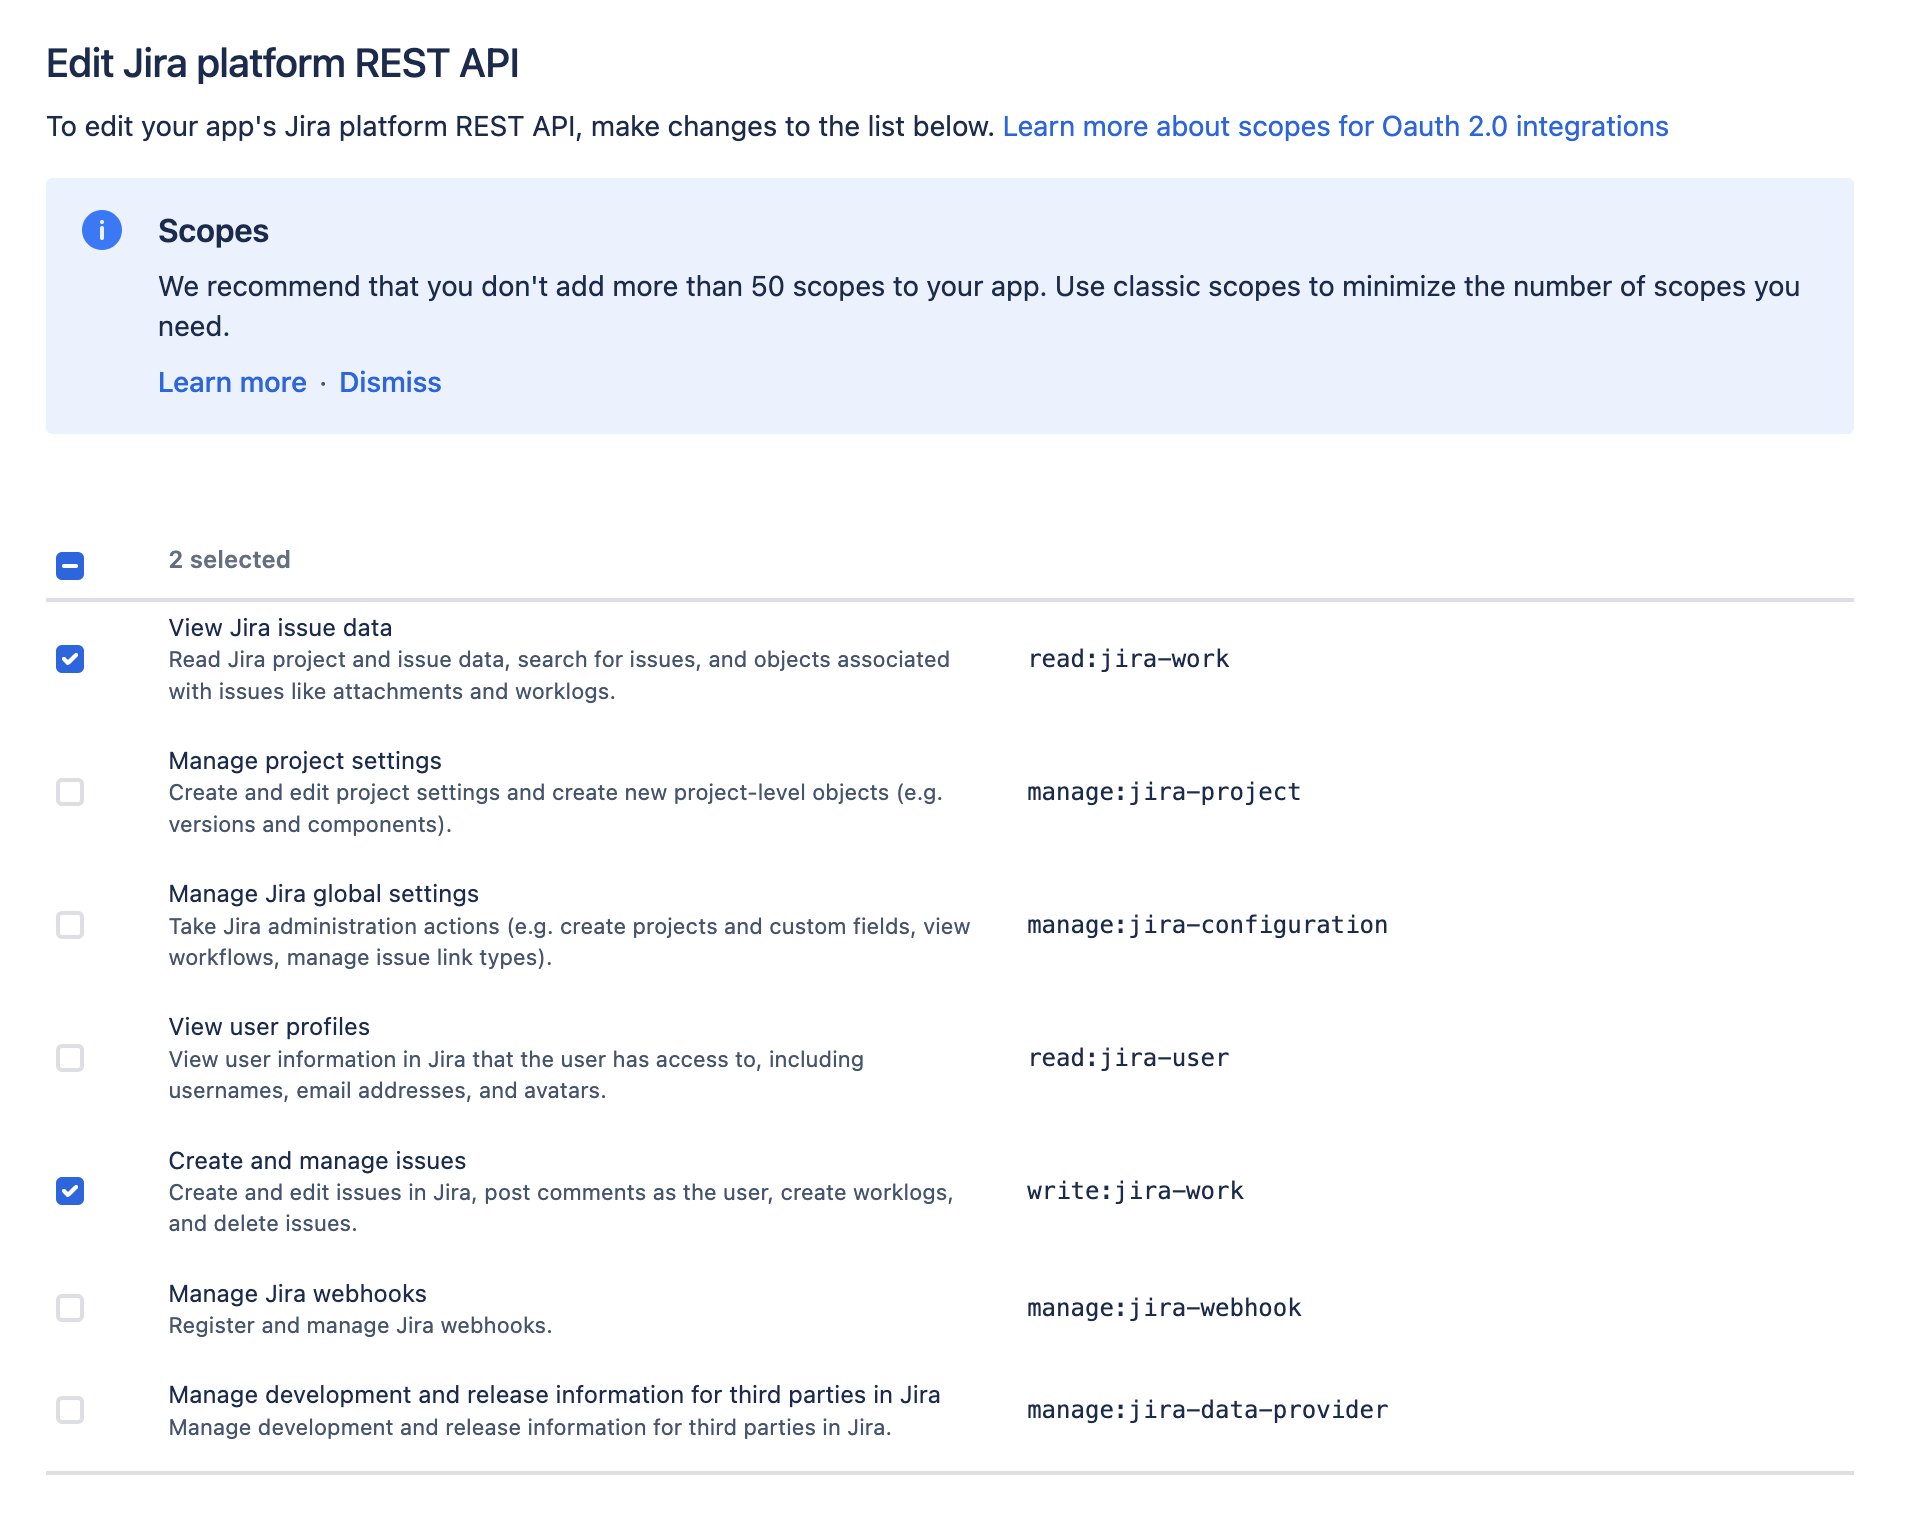 Edit Jira platform REST API
To edit your app's Jira platform REST API, make changes to the list below. Learn more about scopes for Oauth 2.0 integrations
Scopes
We recommend that you don't add more than 50 scopes to your app. Use classic scopes to minimize the number of scopes you
need.
Learn more · Dismiss
2 selected
View Jira issue data
Read Jira project and issue data, search for issues, and objects associated
with issues like attachments and worklogs.
read:jira-work
Manage project settings
Create and edit project settings and create new project-level objects (e.g.
versions and components).
manage:jira-project
Manage Jira global settings
Take Jira administration actions (e.g. create projects and custom fields, view
workflows, manage issue link types).
manage:jira-configuration
View user profiles
View user information in Jira that the user has access to, including
usernames, email addresses, and avatars.
read:jira-user
Create and manage issues
Create and edit issues in Jira, post comments as the user, create worklogs,
and delete issues.
write:jira-work
Manage Jira webhooks
Register and manage Jira webhooks.
manage:jira-webhook
Manage development and release information for third parties in Jira
Manage development and release information for third parties in Jira.
manage:jira-data-provider